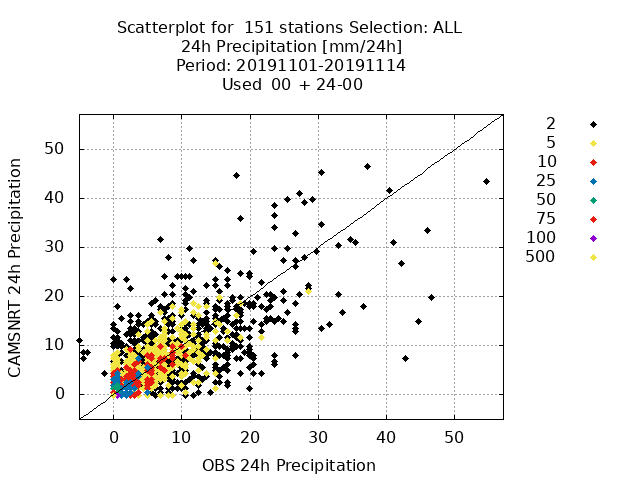 Scatterplot for  151 stations Selection: ALL
24h Precipitation [mm/24h]
Period: 20191101-20191114
Used  00 + 24-00
CAMSNRT 24h Precipitation
50
40
30
20
10
0
0 10 20 30 40 50
OBS 24h Precipitation
2
5
10
25
50
75
100
500